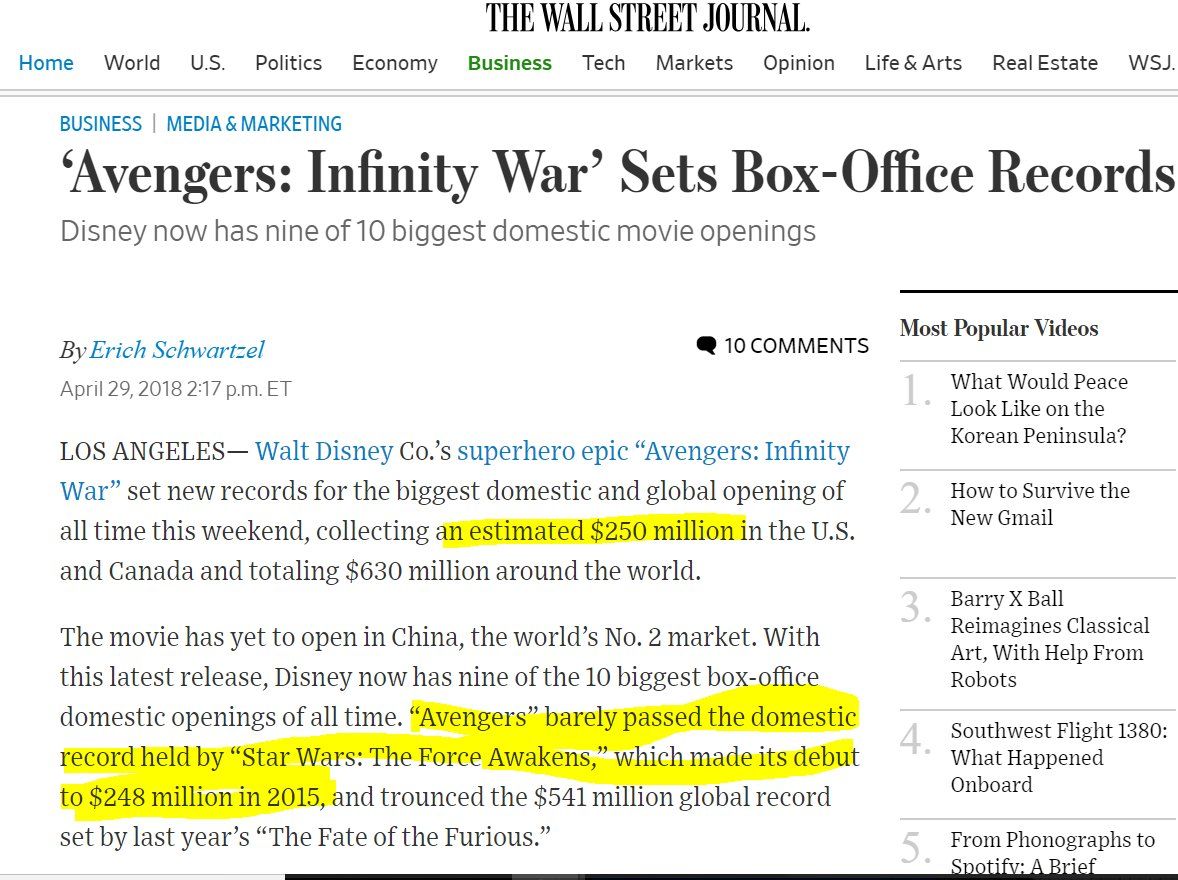 THE WALL STREET JOURNAL.
Home World U.S. Politics Economy Business Tech Markets Opinion Life & Arts Real Estate WSJ.
BUSINESS | MEDIA & MARKETING
‘Avengers: Infinity War’ Sets Box-Office Records
Disney now has nine of 10 biggest domestic movie openings
By Erich Schwartzel
10 COMMENTS
April 29, 2018 2:17 p.m. ET
LOS ANGELES— Walt Disney Co.’s superhero epic “Avengers: Infinity
War” set new records for the biggest domestic and global opening of
all time this weekend, collecting an estimated $250 million in the U.S.
and Canada and totaling $630 million around the world.
The movie has yet to open in China, the world’s No. 2 market. With
this latest release, Disney now has nine of the 10 biggest box-office
domestic openings of all time. “Avengers” barely passed the domestic
record held by “Star Wars: The Force Awakens,” which made its debut
to $248 million in 2015, and trounced the $541 million global record
set by last year’s “The Fate of the Furious.”
Most Popular Videos
1. What Would Peace
Look Like on the
Korean Peninsula?
2. How to Survive the
New Gmail
3. Barry X Ball
Reimagines Classical
Art, With Help From
Robots
4. Southwest Flight 1380:
What Happened
Onboard
5. From Phonographs to
Spotify: A Brief